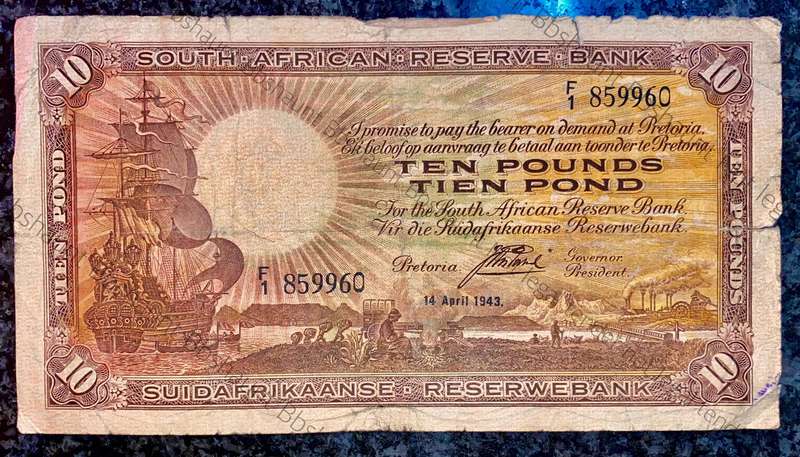 SOUTH·AFRICAN·RESERVE·BANK
10
10
F/1 859960
I promise to pay the bearer on demand at Pretoria.
Ek beloof op aanvraag te betaal aan toonder te Pretoria,
TEN POUNDS
TIEN POND
For the South African Reserve Bank.
Vir die Suidafrikaanse Reserwebank.
TIEN POND
TEN POUNDS
F/1 859960
Pretoria.
Governor.
President.
14 April 1943.
10
10
SUIDAFRIKAANSE·RESERWEBANK